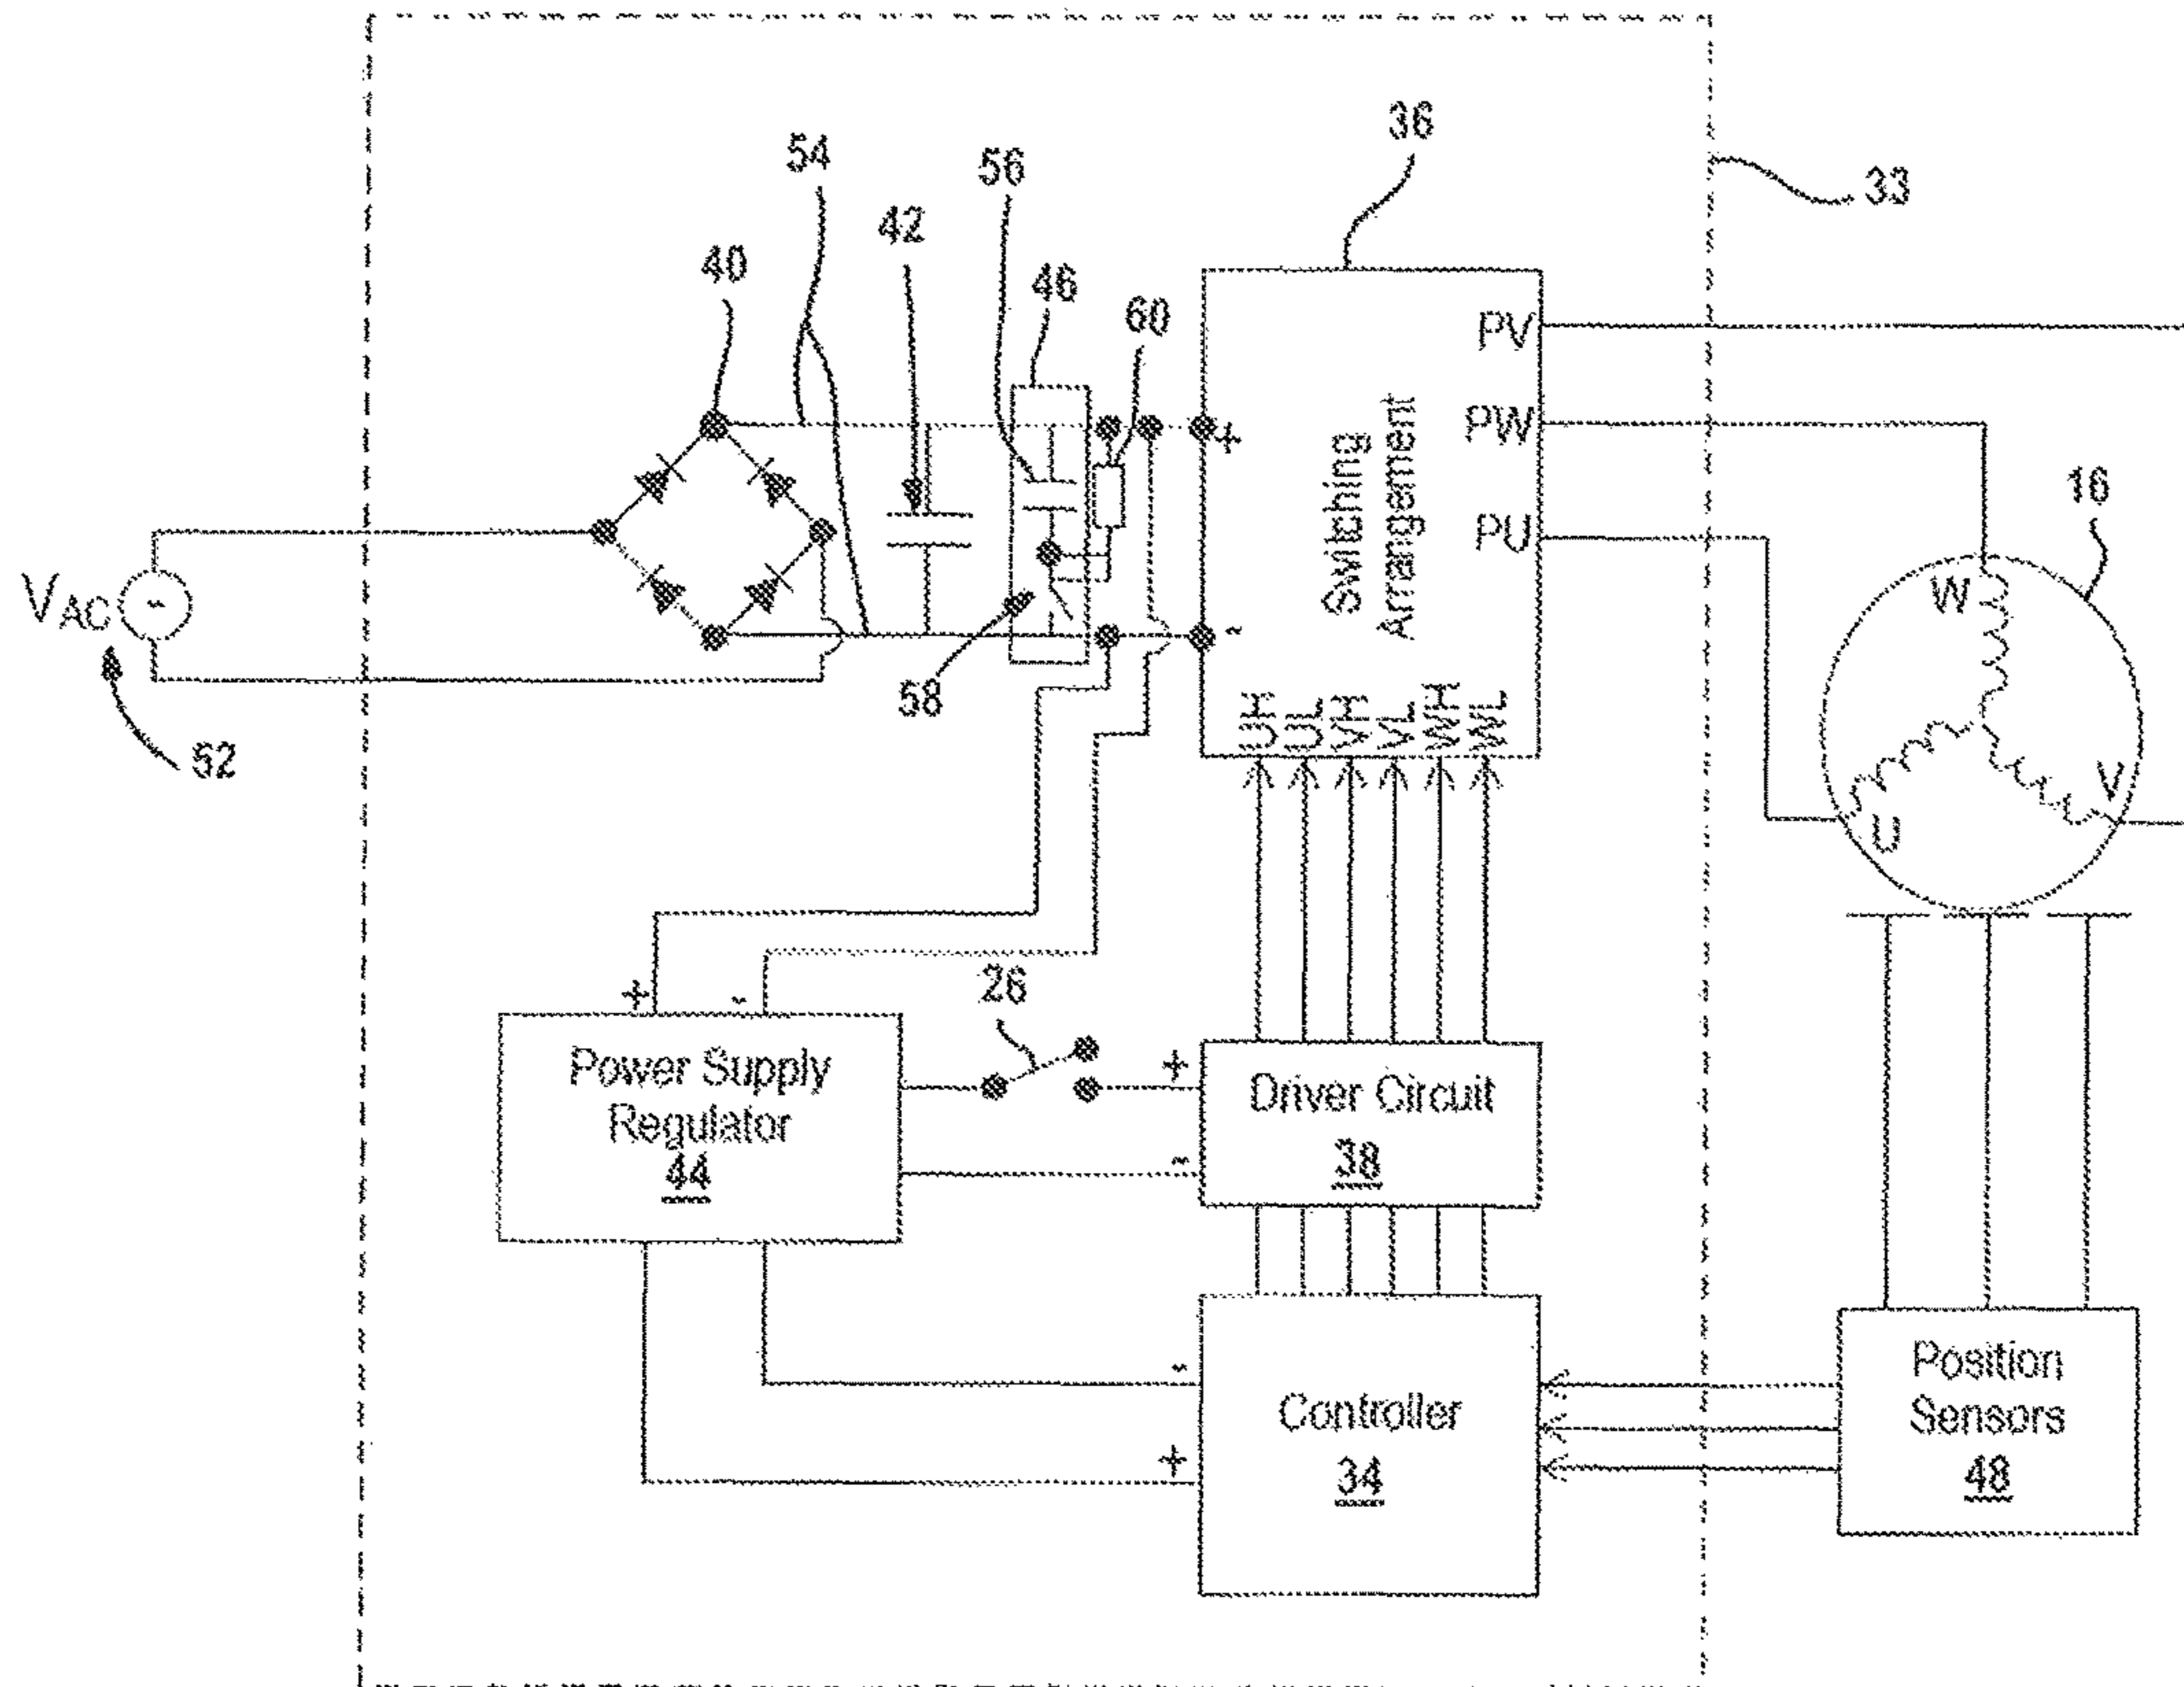 36
54
56
33
42
40
46
60
PV
PW
PU
+
-
Switching
Arrangement
16
W
V
U
VAC
~
52
58
UH
UL
VH
VL
WH
WL
26
+ -
Power Supply
Regulator
44
+
-
Driver Circuit
38
-
+
Controller
34
Position
Sensors
48